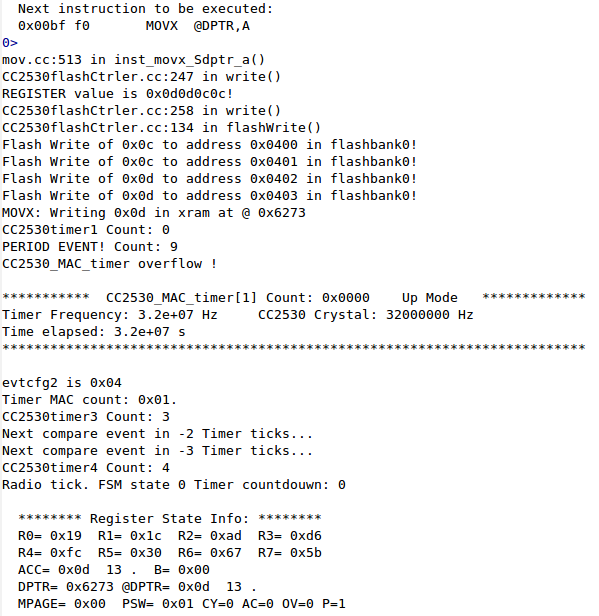 Next instruction to be executed:
0x00bf f0       MOVX  @DPTR,A
0>
mov.cc:513 in inst_movx_Sdptr_a()
CC2530flashCtrler.cc:247 in write()
REGISTER value is 0x0d0d0c0c!
CC2530flashCtrler.cc:258 in write()
CC2530flashCtrler.cc:134 in flashWrite()
Flash Write of 0x0c to address 0x0400 in flashbank0!
Flash Write of 0x0c to address 0x0401 in flashbank0!
Flash Write of 0x0d to address 0x0402 in flashbank0!
Flash Write of 0x0d to address 0x0403 in flashbank0!
MOVX: Writing 0x0d in xram at @ 0x6273
CC2530timer1 Count: 0
PERIOD EVENT! Count: 9
CC2530_MAC_timer overflow !
***********  CC2530_MAC_timer[1] Count: 0x0000    Up Mode   *************
Timer Frequency: 3.2e+07 Hz     CC2530 Crystal: 32000000 Hz
Time elapsed: 3.2e+07 s
*************************************************************************
evtcfg2 is 0x04
Timer MAC count: 0x01.
CC2530timer3 Count: 3
Next compare event in -2 Timer ticks...
Next compare event in -3 Timer ticks...
CC2530timer4 Count: 4
Radio tick. FSM state 0 Timer countdouwn: 0
******** Register State Info: ********
R0= 0x19  R1= 0x1c  R2= 0xad  R3= 0xd6
R4= 0xfc  R5= 0x30  R6= 0x67  R7= 0x5b
ACC= 0x0d  13 .  B= 0x00
DPTR= 0x6273 @DPTR= 0x0d  13 .
MPAGE= 0x00  PSW= 0x01 CY=0 AC=0 OV=0 P=1